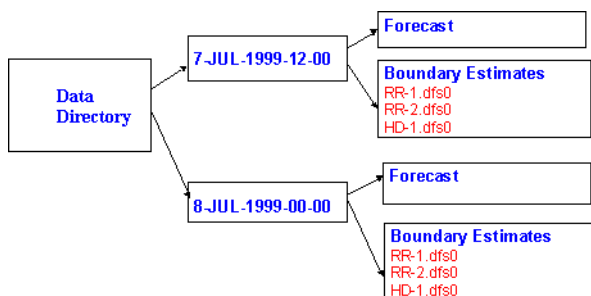 Data
Directory
7-JUL-1999-12-00
Forecast
Boundary Estimates
RR-1.dfs0
RR-2.dfs0
HD-1.dfs0
8-JUL-1999-00-00
Forecast
Boundary Estimates
RR-1.dfs0
RR-2.dfs0
HD-1.dfs0